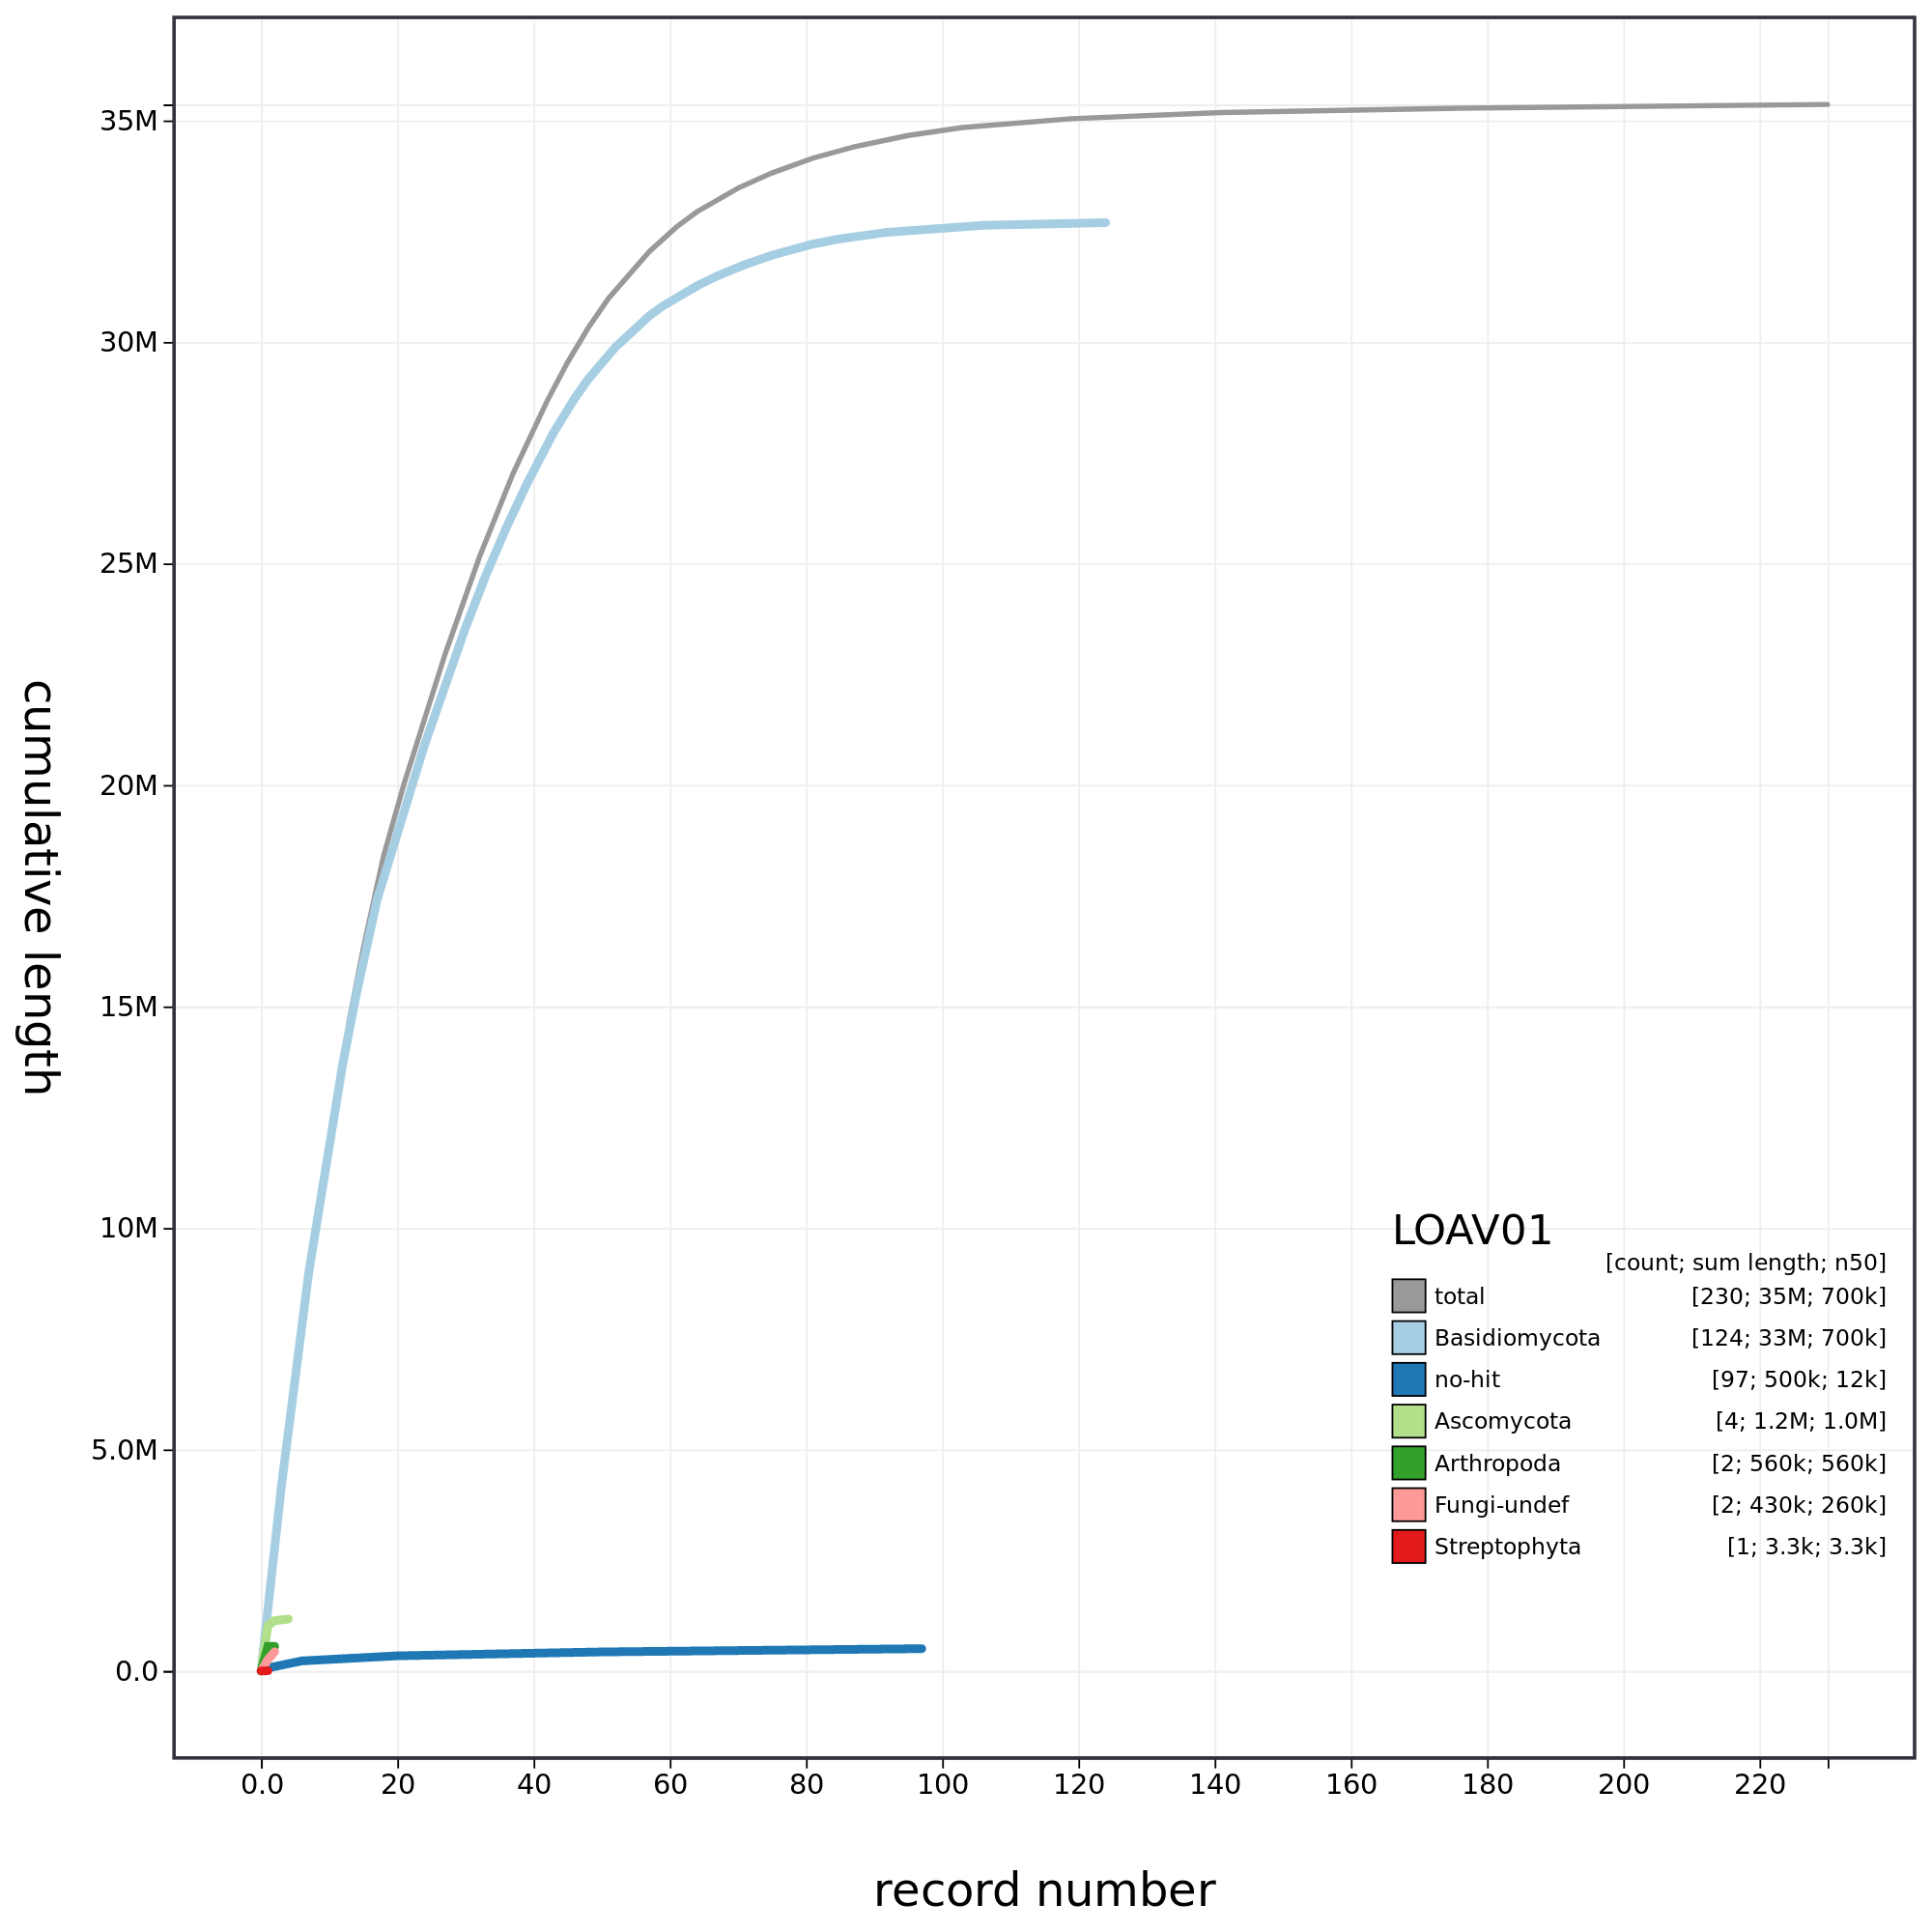 35M
30M
25M
20M
15M
10M
5.0M
0.0
cumulative length
LOAV01
[count; sum length; n50]
total [230; 35M; 700k]
Basidiomycota [124; 33M; 700k]
no-hit [97; 500k; 12k]
Ascomycota [4; 1.2M; 1.0M]
Arthropoda [2; 560k; 560k]
Fungi-undef [2; 430k; 260k]
Streptophyta [1; 3.3k; 3.3k]
0.0 20 40 60 80 100 120 140 160 180 200 220
record number